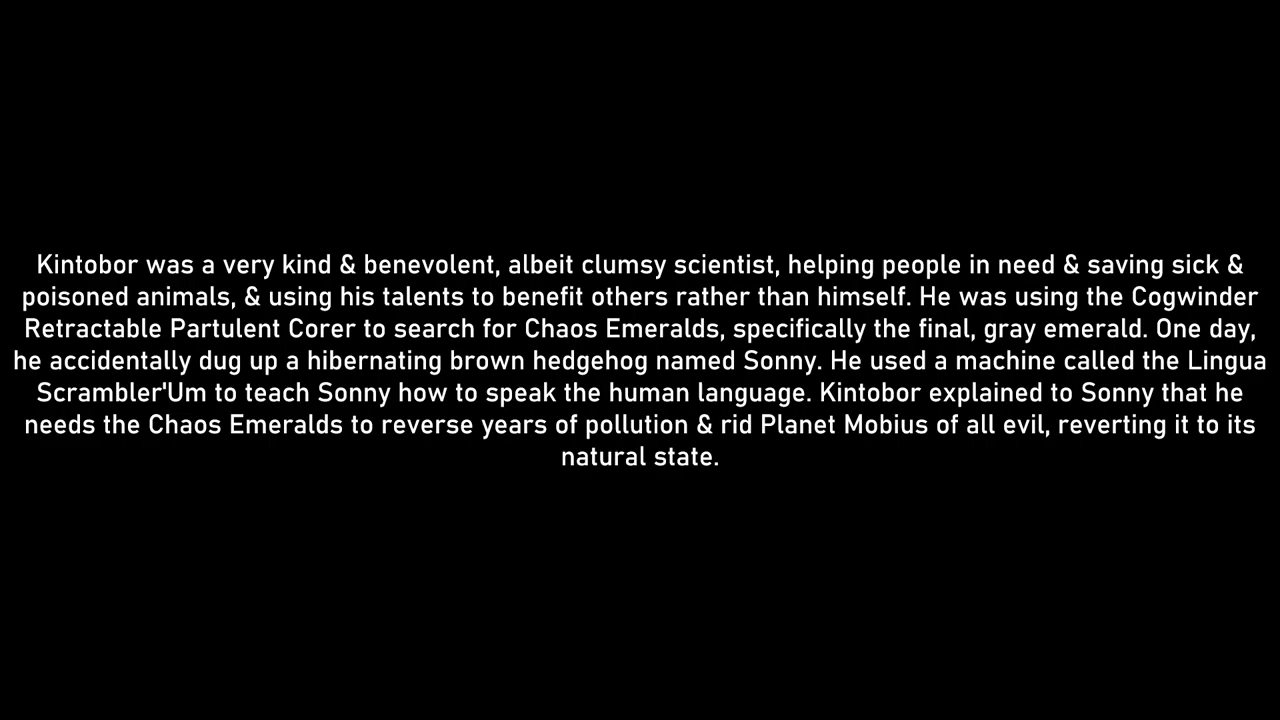 Kintobor was a very kind & benevolent, albeit clumsy scientist, helping people in need & saving sick &
poisoned animals, & using his talents to benefit others rather than himself. He was using the Cogwinder
Retractable Partulent Corer to search for Chaos Emeralds, specifically the final, gray emerald. One day,
he accidentally dug up a hibernating brown hedgehog named Sonny. He used a machine called the Lingua
Scrambler'Um to teach Sonny how to speak the human language. Kintobor explained to Sonny that he
needs the Chaos Emeralds to reverse years of pollution & rid Planet Mobius of all evil, reverting it to its
natural state.